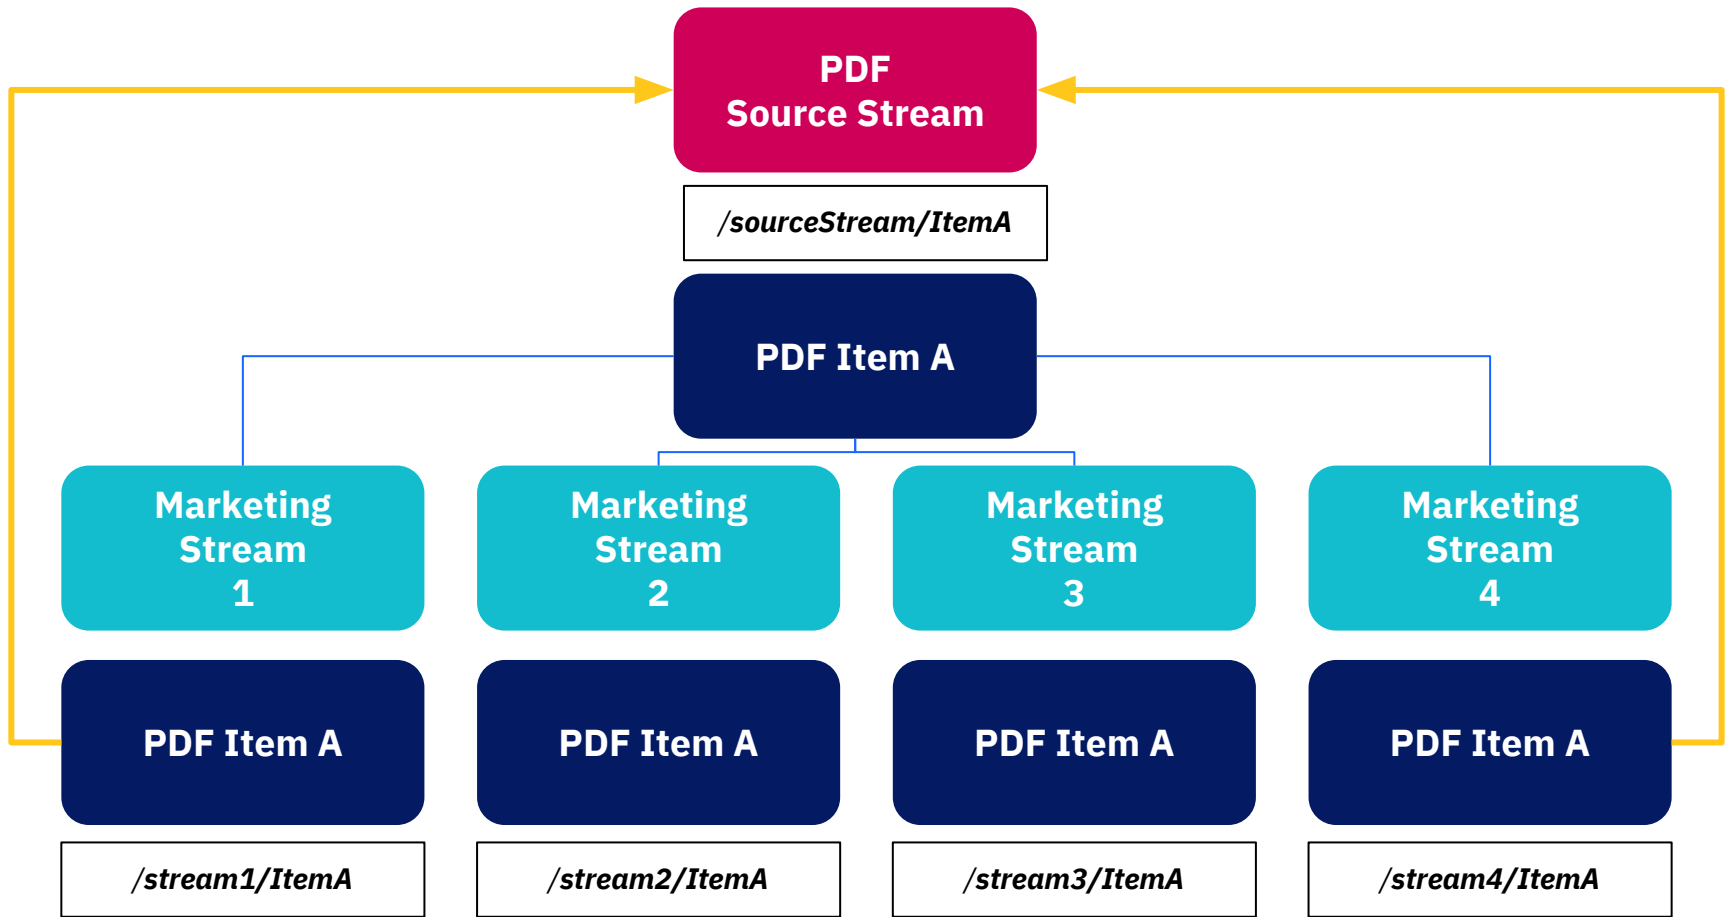 PDF
Source Stream
/sourceStream/ItemA
PDF Item A
Marketing
Stream
1
Marketing
Stream
2
Marketing
Stream
3
Marketing
Stream
4
PDF Item A
PDF Item A
PDF Item A
PDF Item A
/stream1/ItemA
/stream2/ItemA
/stream3/ItemA
/stream4/ItemA